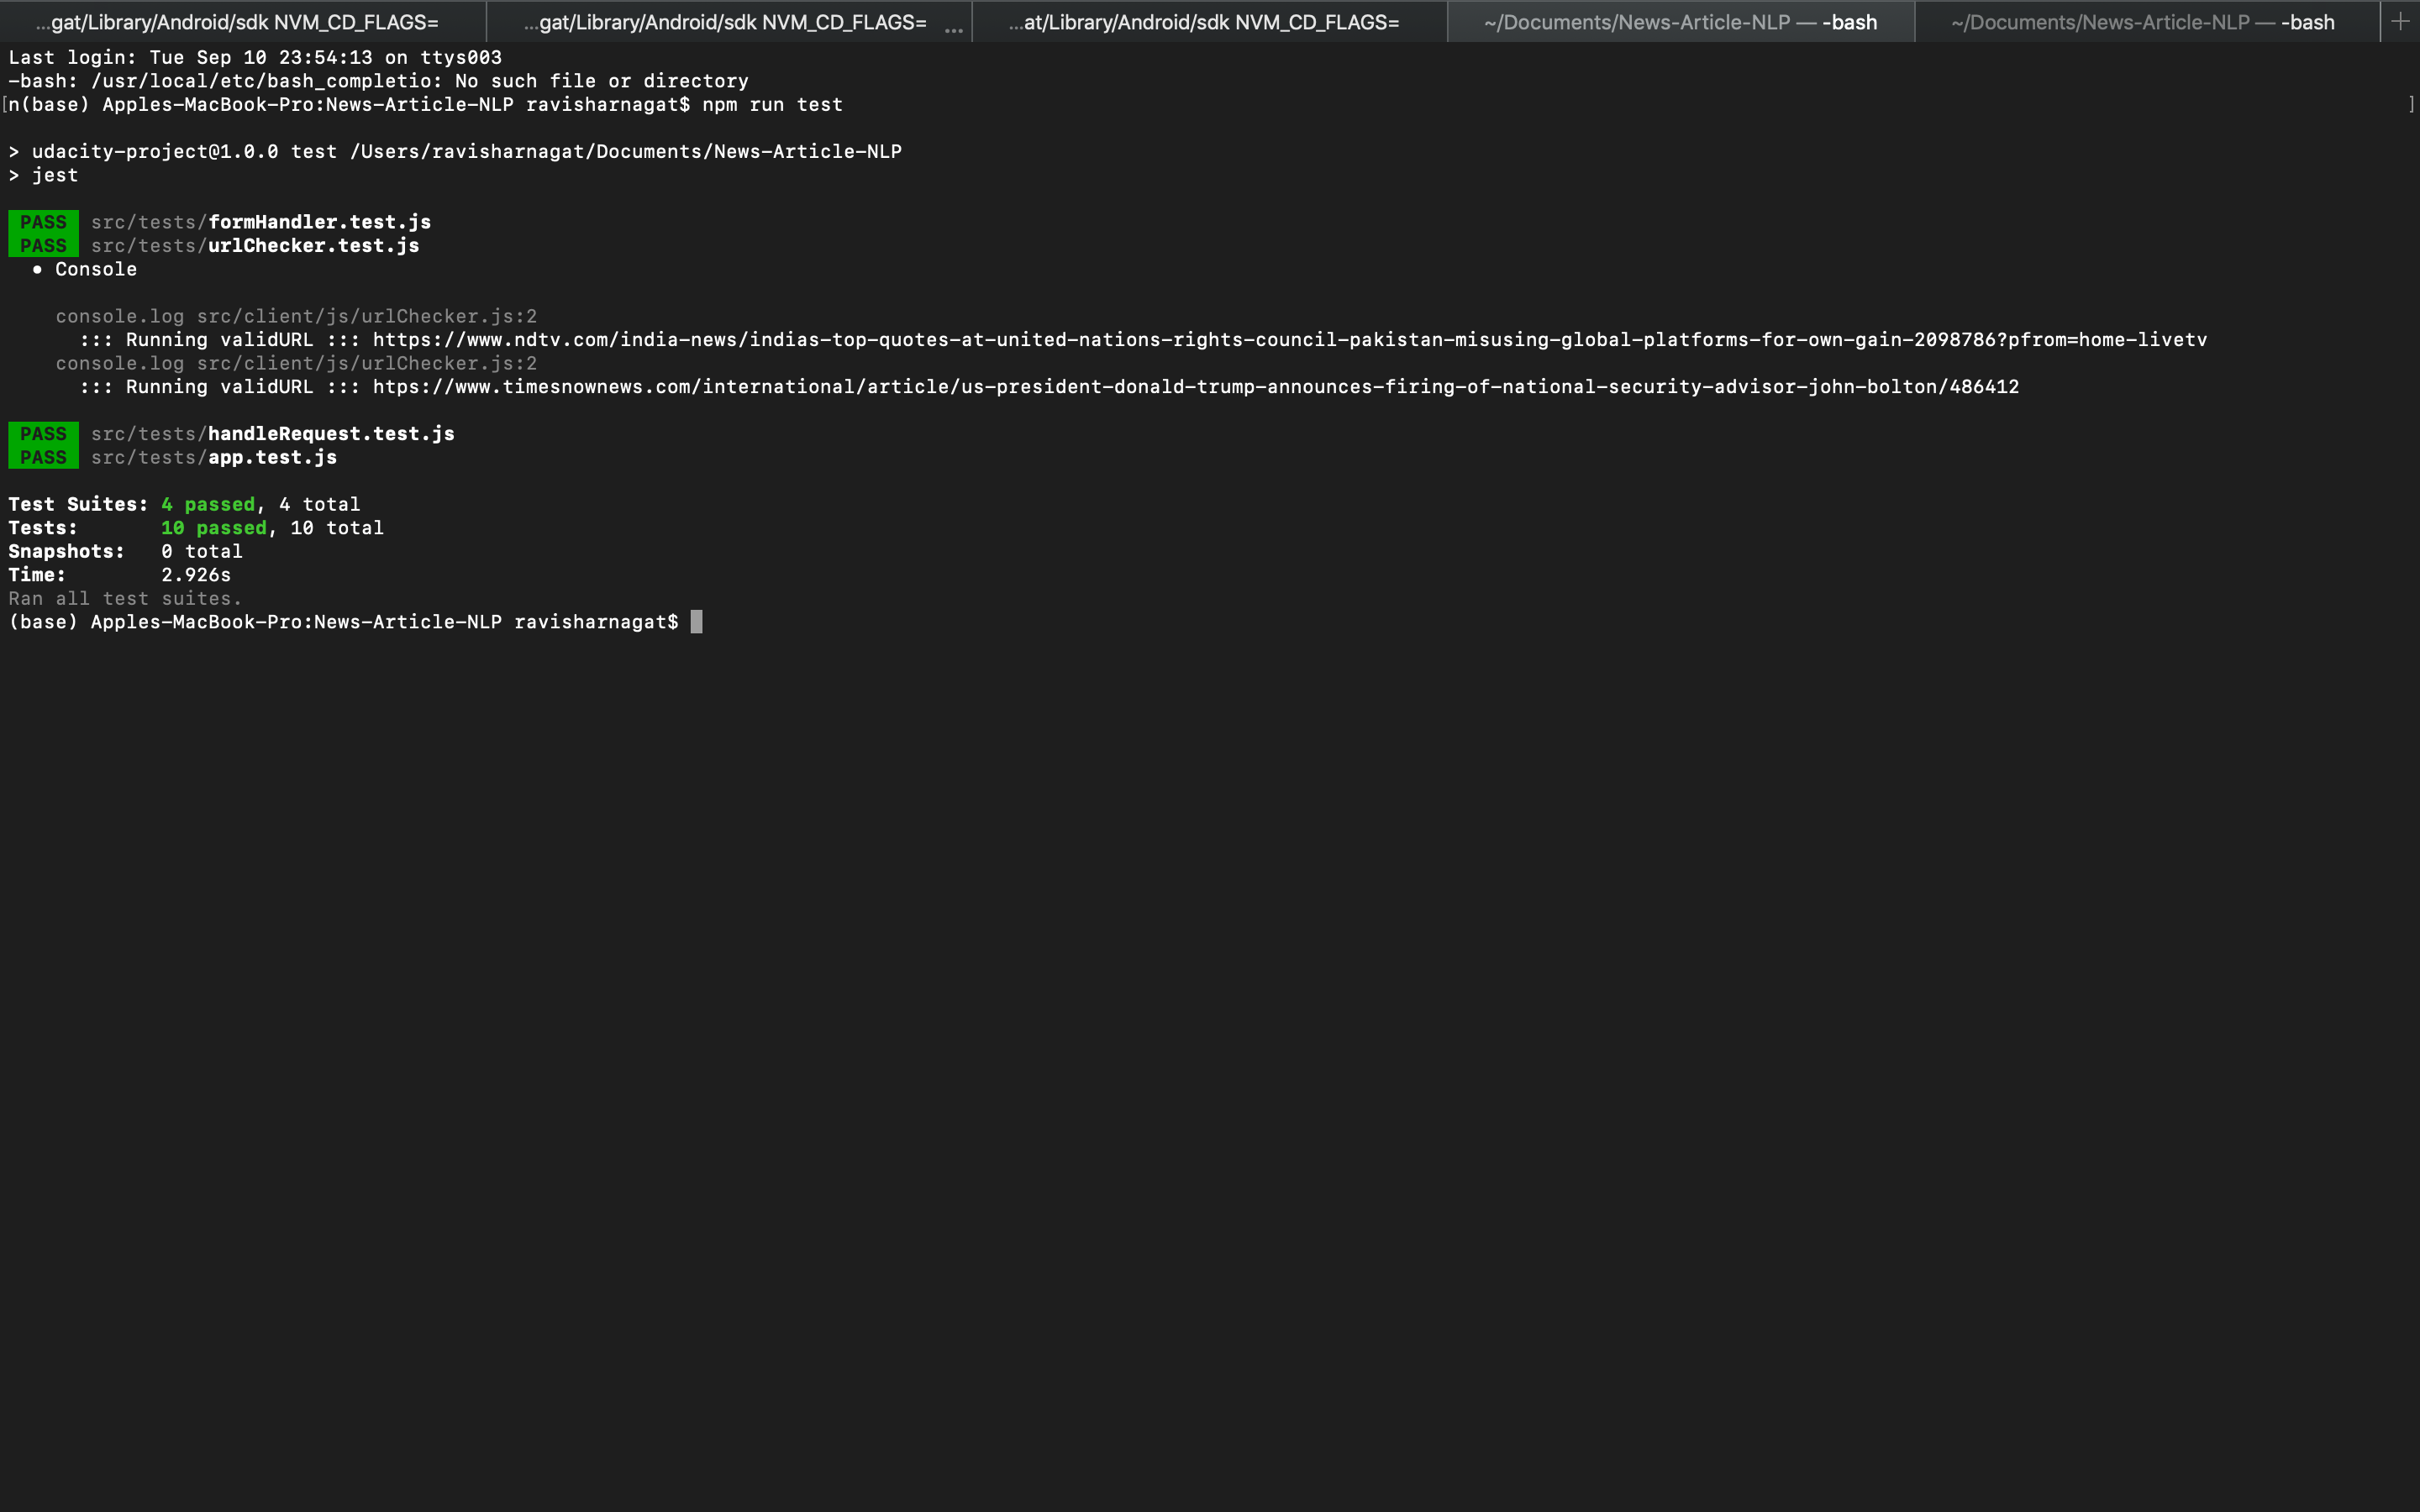 ...gat/Library/Android/sdk NVM_CD_FLAGS=
...gat/Library/Android/sdk NVM_CD_FLAGS= ...
...at/Library/Android/sdk NVM_CD_FLAGS=
~/Documents/News-Article-NLP — -bash
~/Documents/News-Article-NLP — -bash
+
Last login: Tue Sep 10 23:54:13 on ttys003
-bash: /usr/local/etc/bash_completio: No such file or directory
[n(base) Apples-MacBook-Pro:News-Article-NLP ravisharnagat$ npm run test ]
> udacity-project@1.0.0 test /Users/ravisharnagat/Documents/News-Article-NLP
> jest
PASS src/tests/formHandler.test.js
PASS src/tests/urlChecker.test.js
● Console
console.log src/client/js/urlChecker.js:2
::: Running validURL ::: https://www.ndtv.com/india-news/indias-top-quotes-at-united-nations-rights-council-pakistan-misusing-global-platforms-for-own-gain-2098786?pfrom=home-livetv
console.log src/client/js/urlChecker.js:2
::: Running validURL ::: htps://www.timesnownews.com/international/article/us-president-donald-trump-announces-firing-of-national-security-advisor-john-bolton/486412
PASS src/tests/handleRequest.test.js
PASS src/tests/app.test.js
Test Suites: 4 passed, 4 total
Tests: 10 passed, 10 total
Snapshots: 0 total
Time: 2.926s
Ran all test suites.
(base) Apples-MacBook-Pro:News-Article-NLP ravisharnagat$